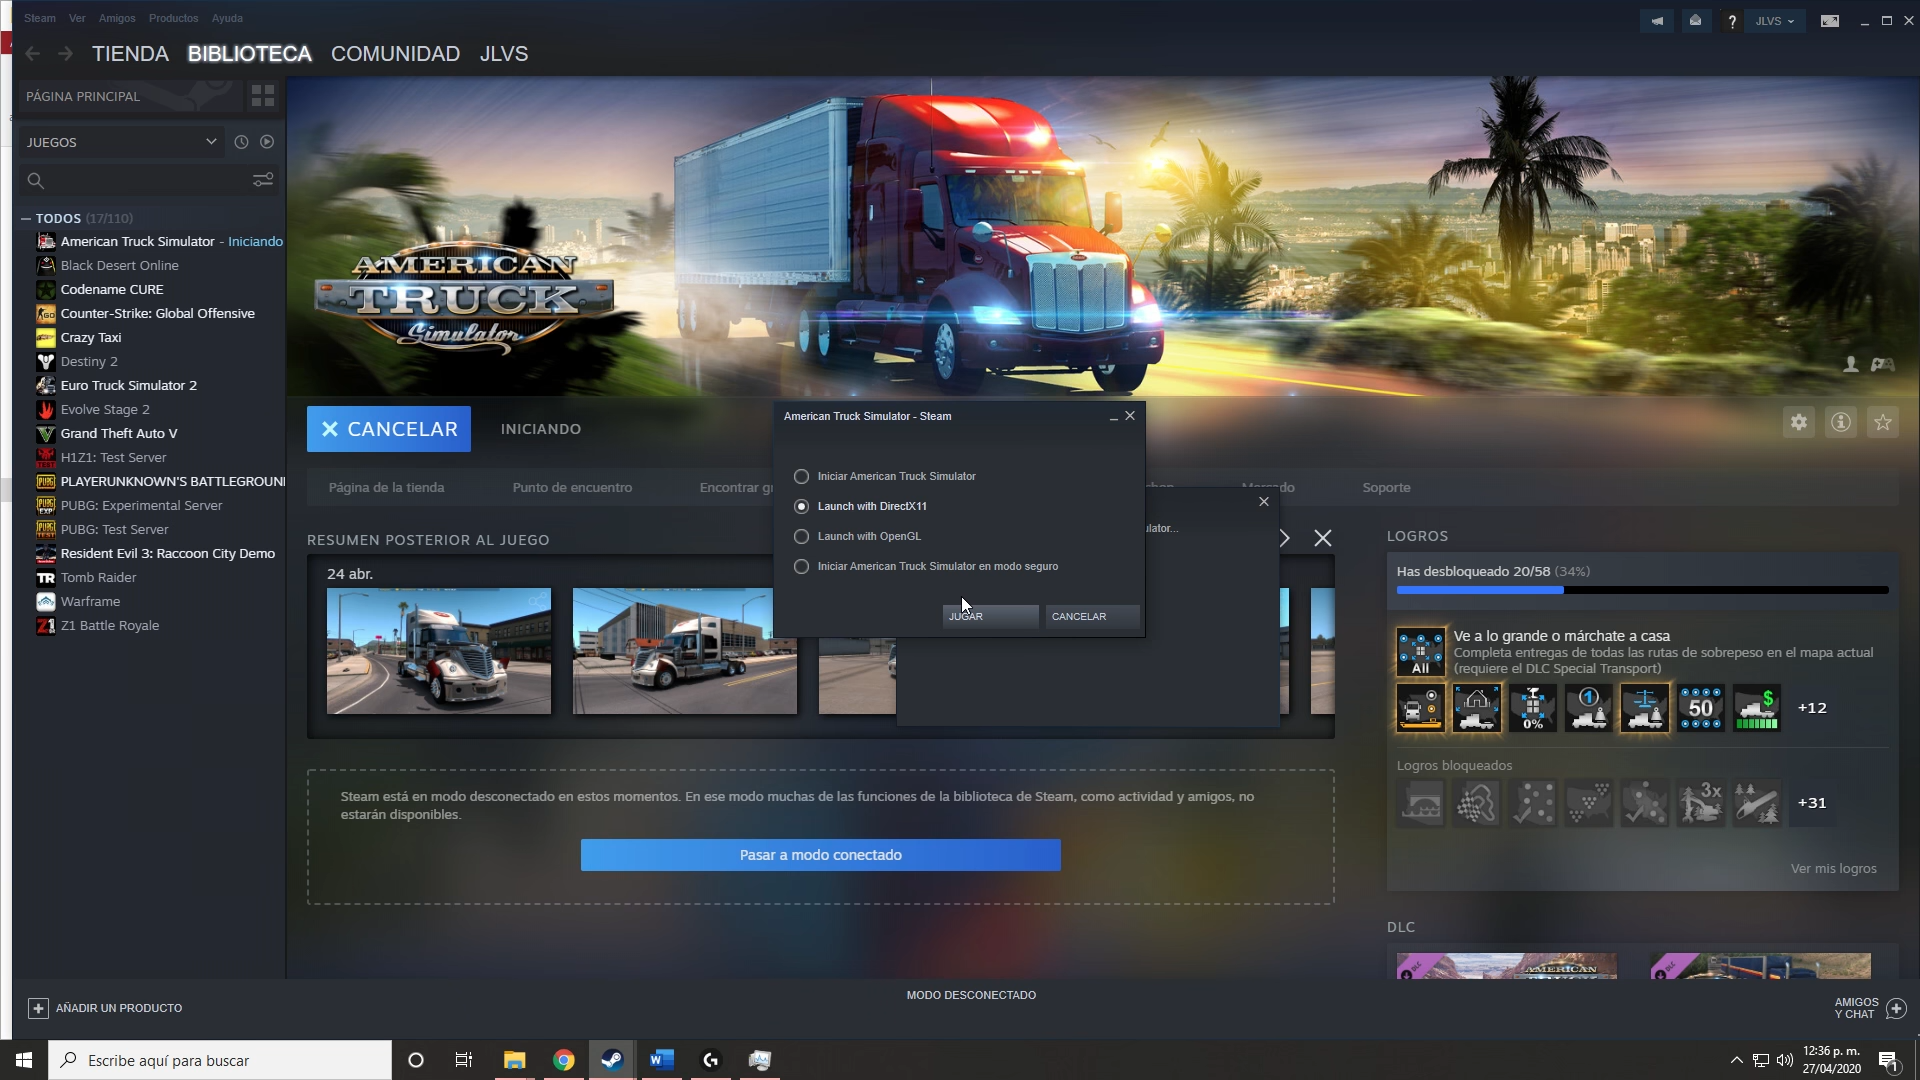 Steam Ver Amigos Productos Ayuda
JLVS
TIENDA BIBLIOTECA COMUNIDAD JLVS
PÁGINA PRINCIPAL
JUEGOS
TODOS (17/110)
American Truck Simulator - Iniciando
Black Desert Online
Codename CURE
Counter-Strike: Global Offensive
Crazy Taxi
Destiny 2
Euro Truck Simulator 2
Evolve Stage 2
Grand Theft Auto V
H1Z1: Test Server
PLAYERUNKNOWN'S BATTLEGROUN
PUBG: Experimental Server
PUBG: Test Server
Resident Evil 3: Raccoon City Demo
Tomb Raider
Warframe
Z1 Battle Royale
AÑADIR UN PRODUCTO
AMERICAN
TRUCK
Simulator
CANCELAR INICIANDO
Página de la tienda Punto de encuentro Encontrar Mercado Soporte
American Truck Simulator - Steam
Iniciar American Truck Simulator
Launch with DirectX11
Launch with OpenGL
Iniciar American Truck Simulator en modo seguro
JUGAR CANCELAR
ulator...
RESUMEN POSTERIOR AL JUEGO
24 abr.
Steam está en modo desconectado en estos momentos. En ese modo muchas de las funciones de la biblioteca de Steam, como actividad y amigos, no
estarán disponibles.
Pasar a modo conectado
LOGROS
Has desbloqueado 20/58 (34%)
All
Ve a lo grande o márchate a casa
Completa entregas de todas las rutas de sobrepeso en el mapa actual
(requiere el DLC Special Transport)
0% 1 50 $ +12
Logros bloqueados
3x +31
Ver mis logros
DLC
DLC AMERICAN DLC
MODO DESCONECTADO
AMIGOS
Y CHAT
Escribe aquí para buscar
12:36 p. m.
27/04/2020
1